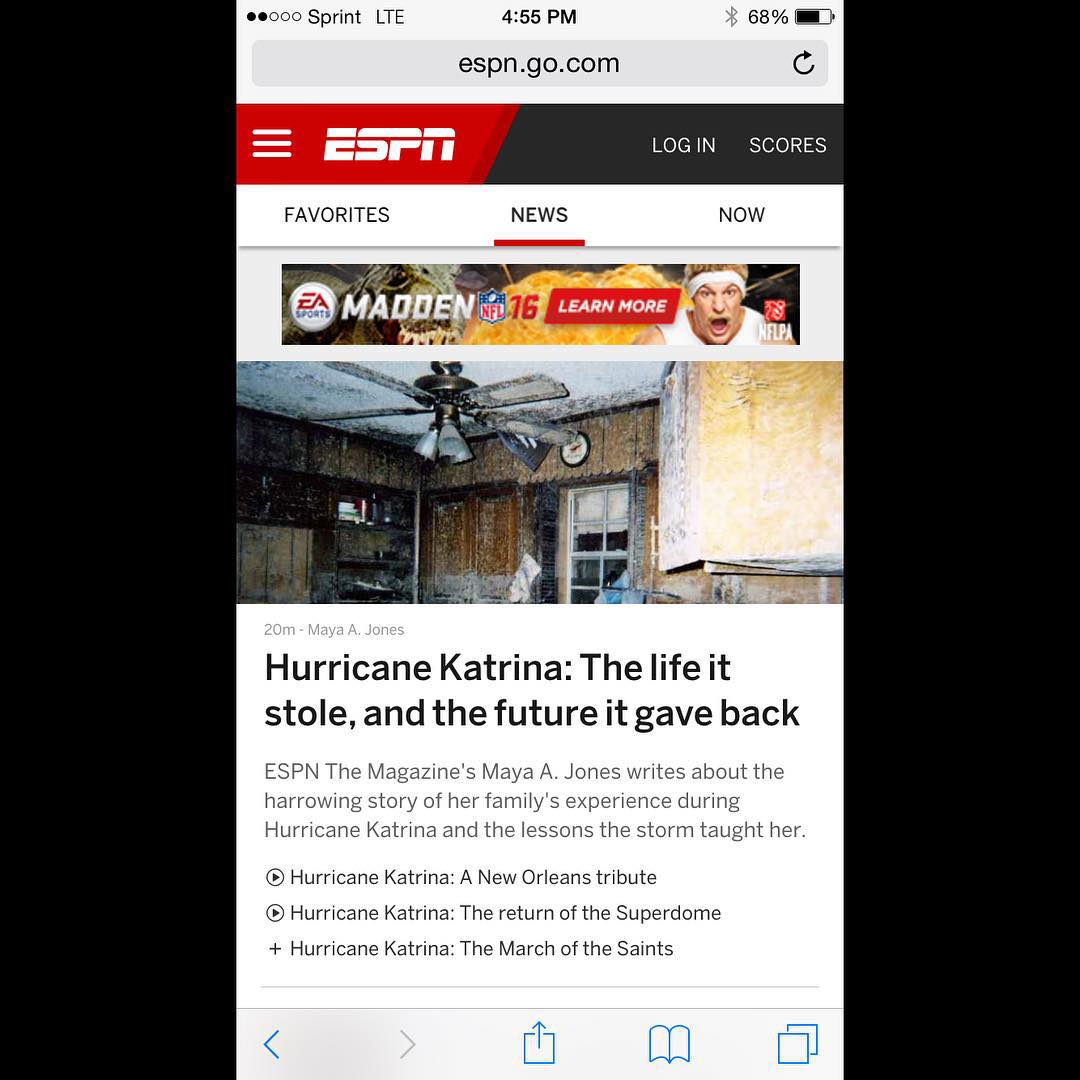 Sprint LTE 4:55 PM 68%
espn.go.com
ESPN LOG IN SCORES
FAVORITES NEWS NOW
EA SPORTS MADDEN NFL 16 LEARN MORE NFLPA
20m - Maya A. Jones
Hurricane Katrina: The life it
stole, and the future it gave back
ESPN The Magazine's Maya A. Jones writes about the
harrowing story of her family's experience during
Hurricane Katrina and the lessons the storm taught her.
Hurricane Katrina: A New Orleans tribute
Hurricane Katrina: The return of the Superdome
+ Hurricane Katrina: The March of the Saints